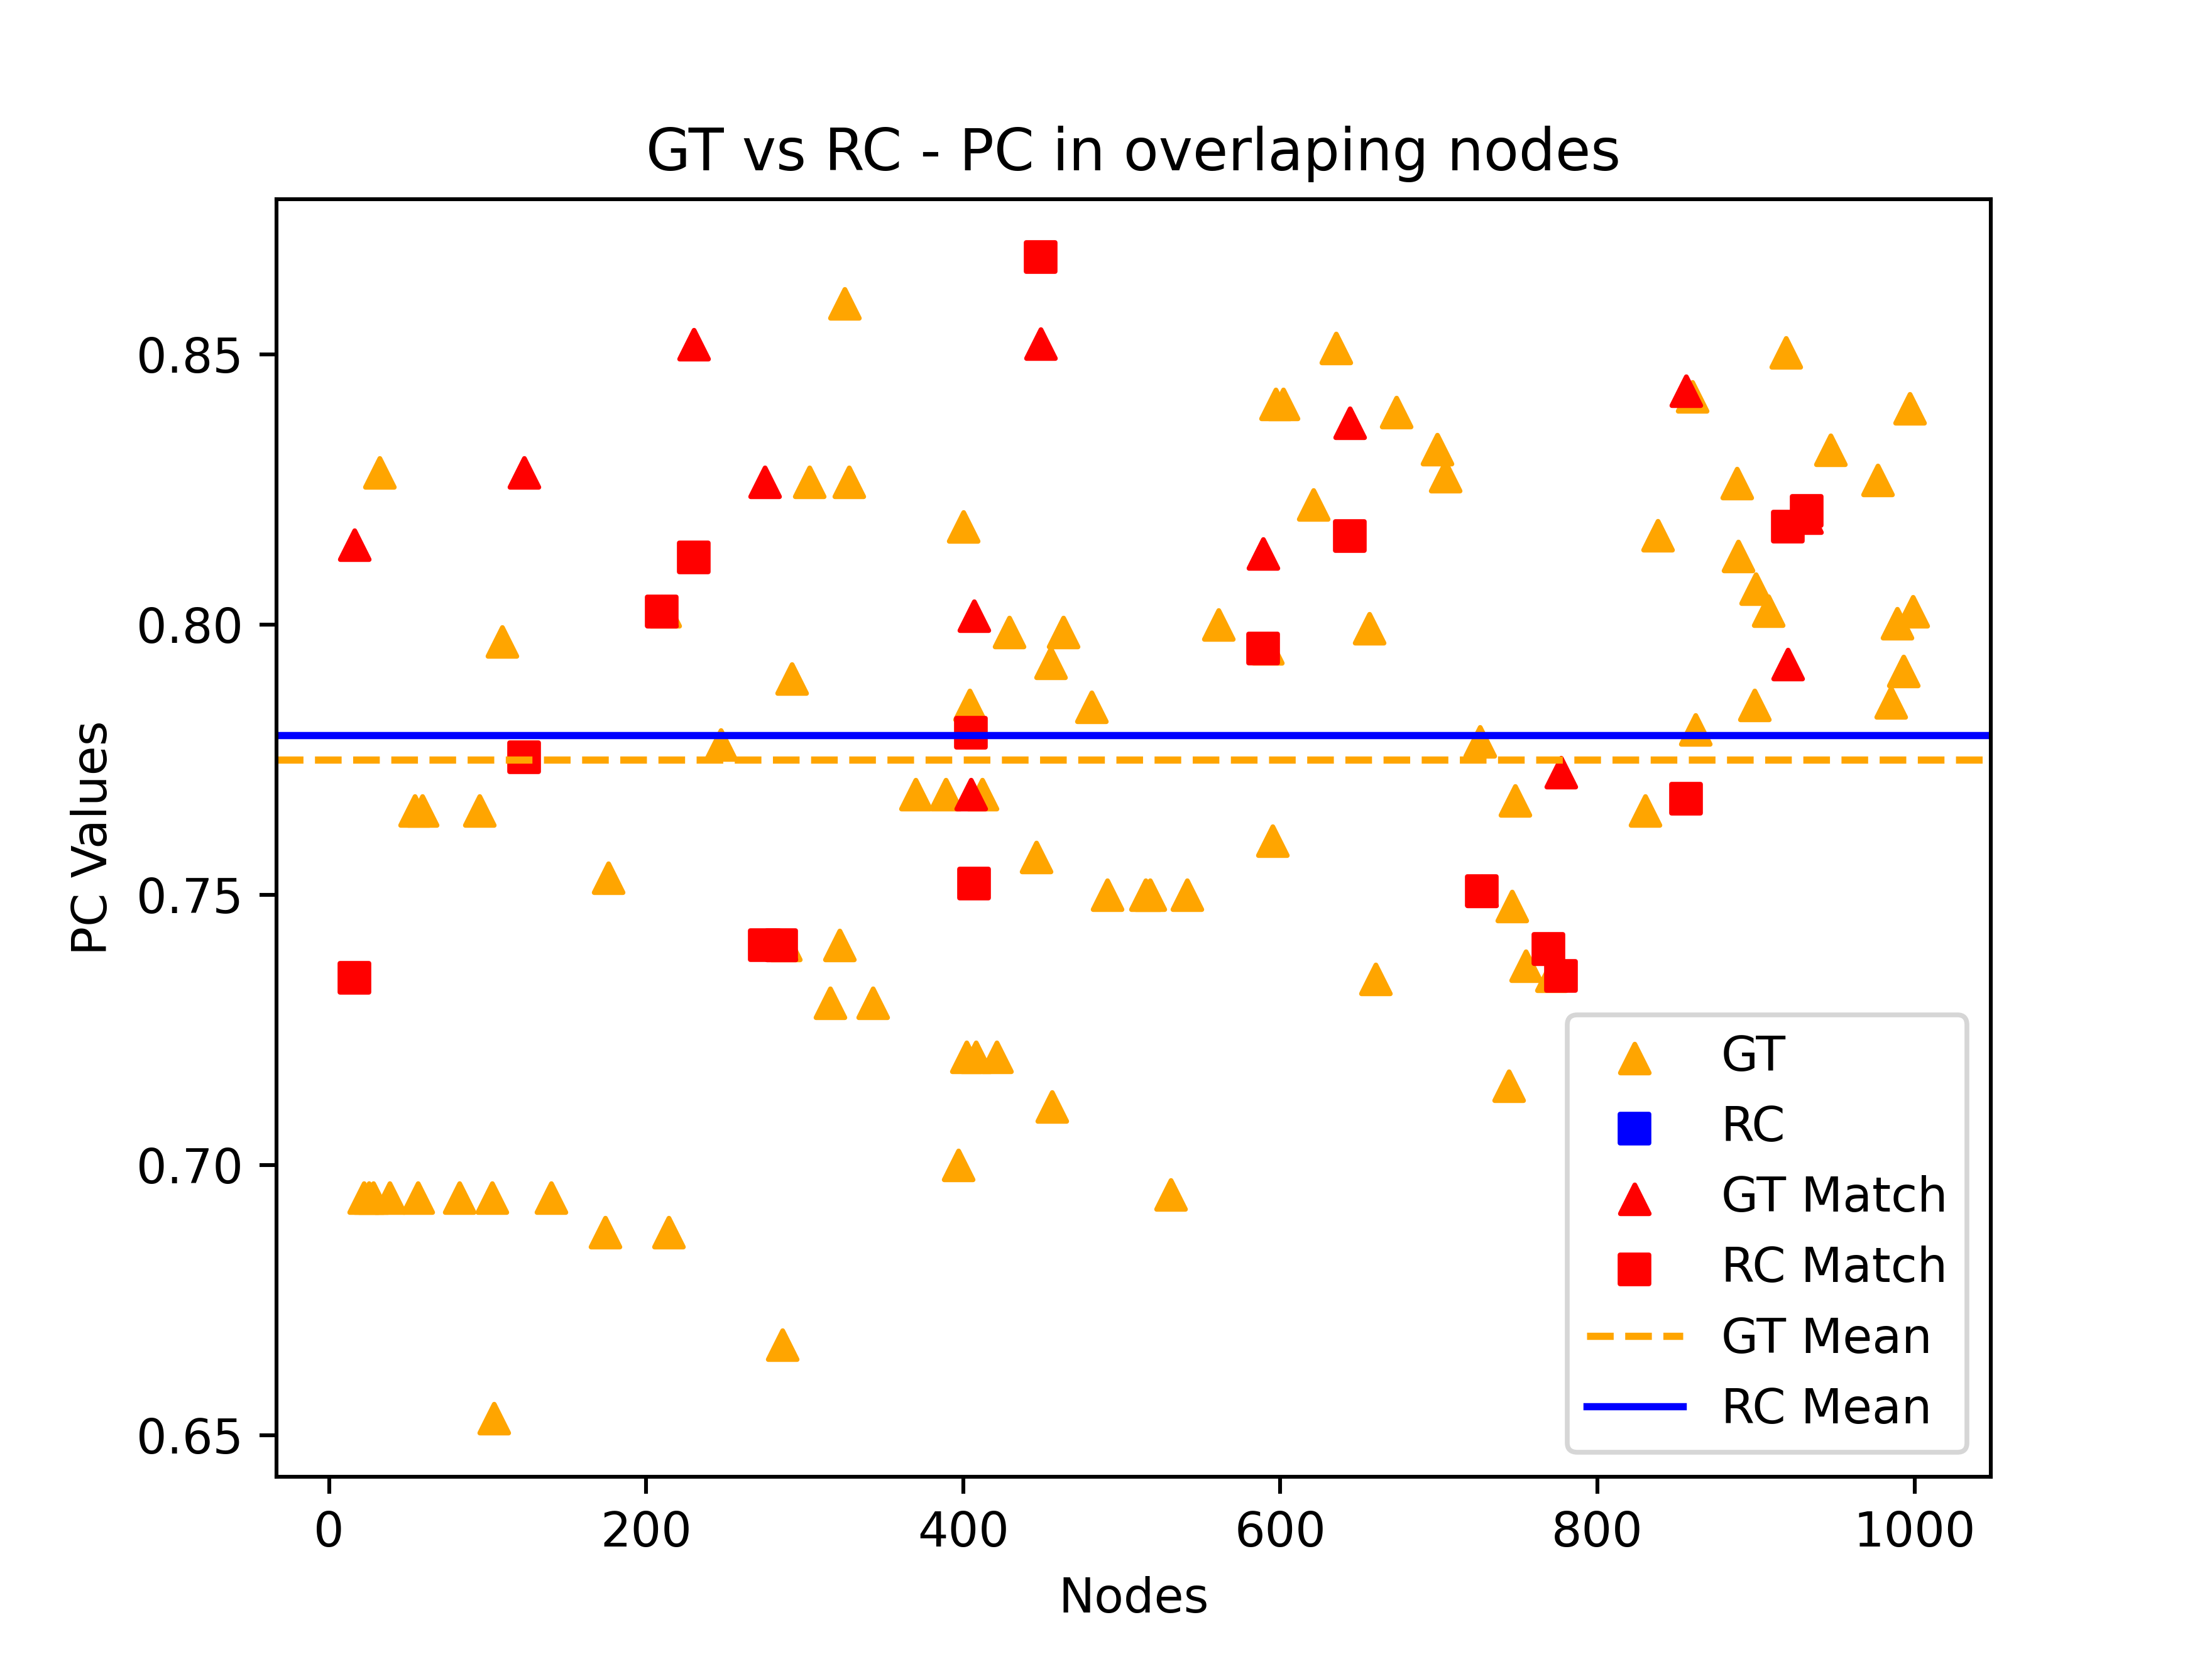 GT vs RC - PC in overlaping nodes
PC Values
0.85
0.80
0.75
0.70
0.65
GT
RC
GT Match
RC Match
GT Mean
RC Mean
0 200 400 600 800 1000
Nodes